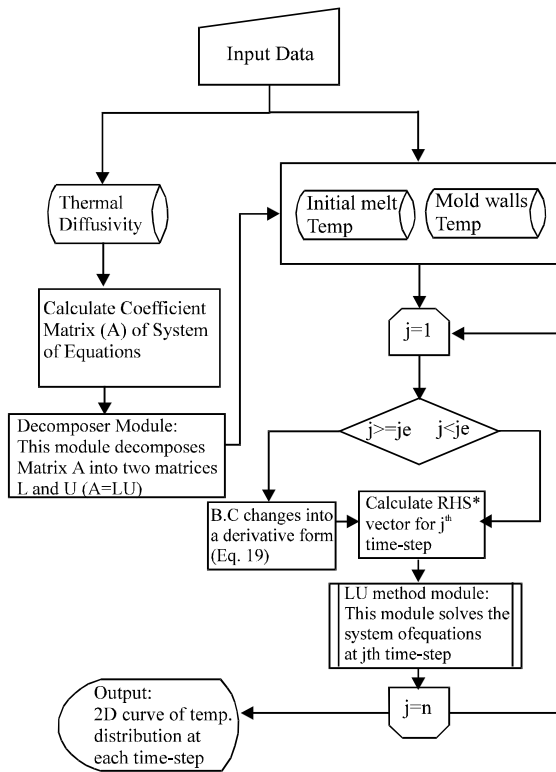 Input Data
Thermal
Diffusivity
Initial melt
Temp
Mold walls
Temp
Calculate Coefficient
Matrix (A) of System
of Equations
j=1
Decomposer Module:
This module decomposes
Matrix A into two matrices
L and U (A=LU)
j>=je j<je
B.C changes into
a derivative form
(Eq. 19)
Calculate RHS*
vector for jth
time-step
LU method module:
This module solves the
system ofequations
at jth time-step
j=n
Output:
2D curve of temp.
distribution at
each time-step